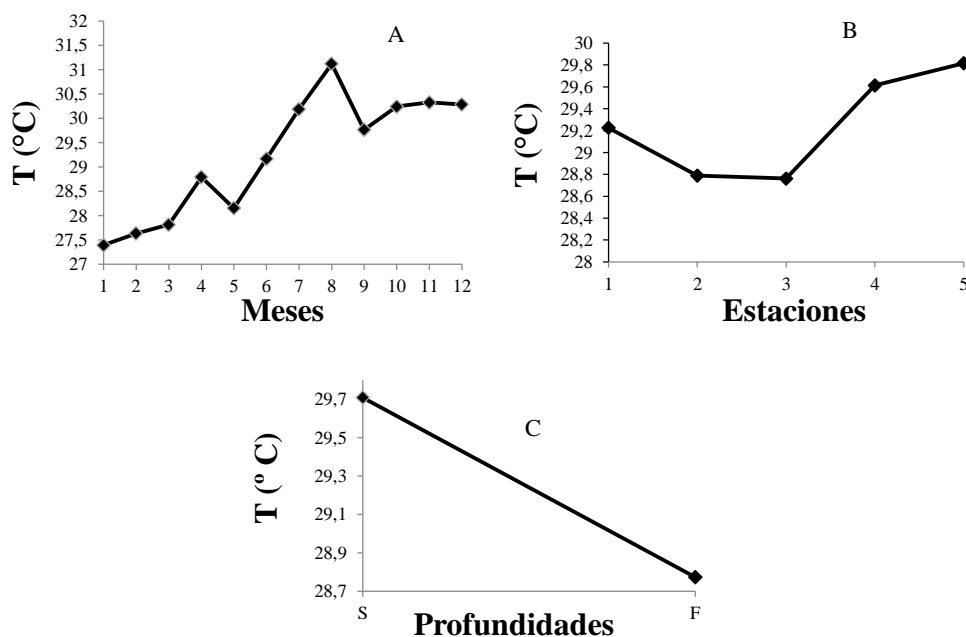 A
T (°C)
32
31,5
31
30,5
30
29,5
29
28,5
28
27,5
27
1 2 3 4 5 6 7 8 9 10 11 12
Meses
B
T (°C)
30
29,8
29,6
29,4
29,2
29
28,8
28,6
28,4
28,2
28
1 2 3 4 5
Estaciones
C
T (º C)
29,7
29,5
29,3
29,1
28,9
28,7
S F
Profundidades